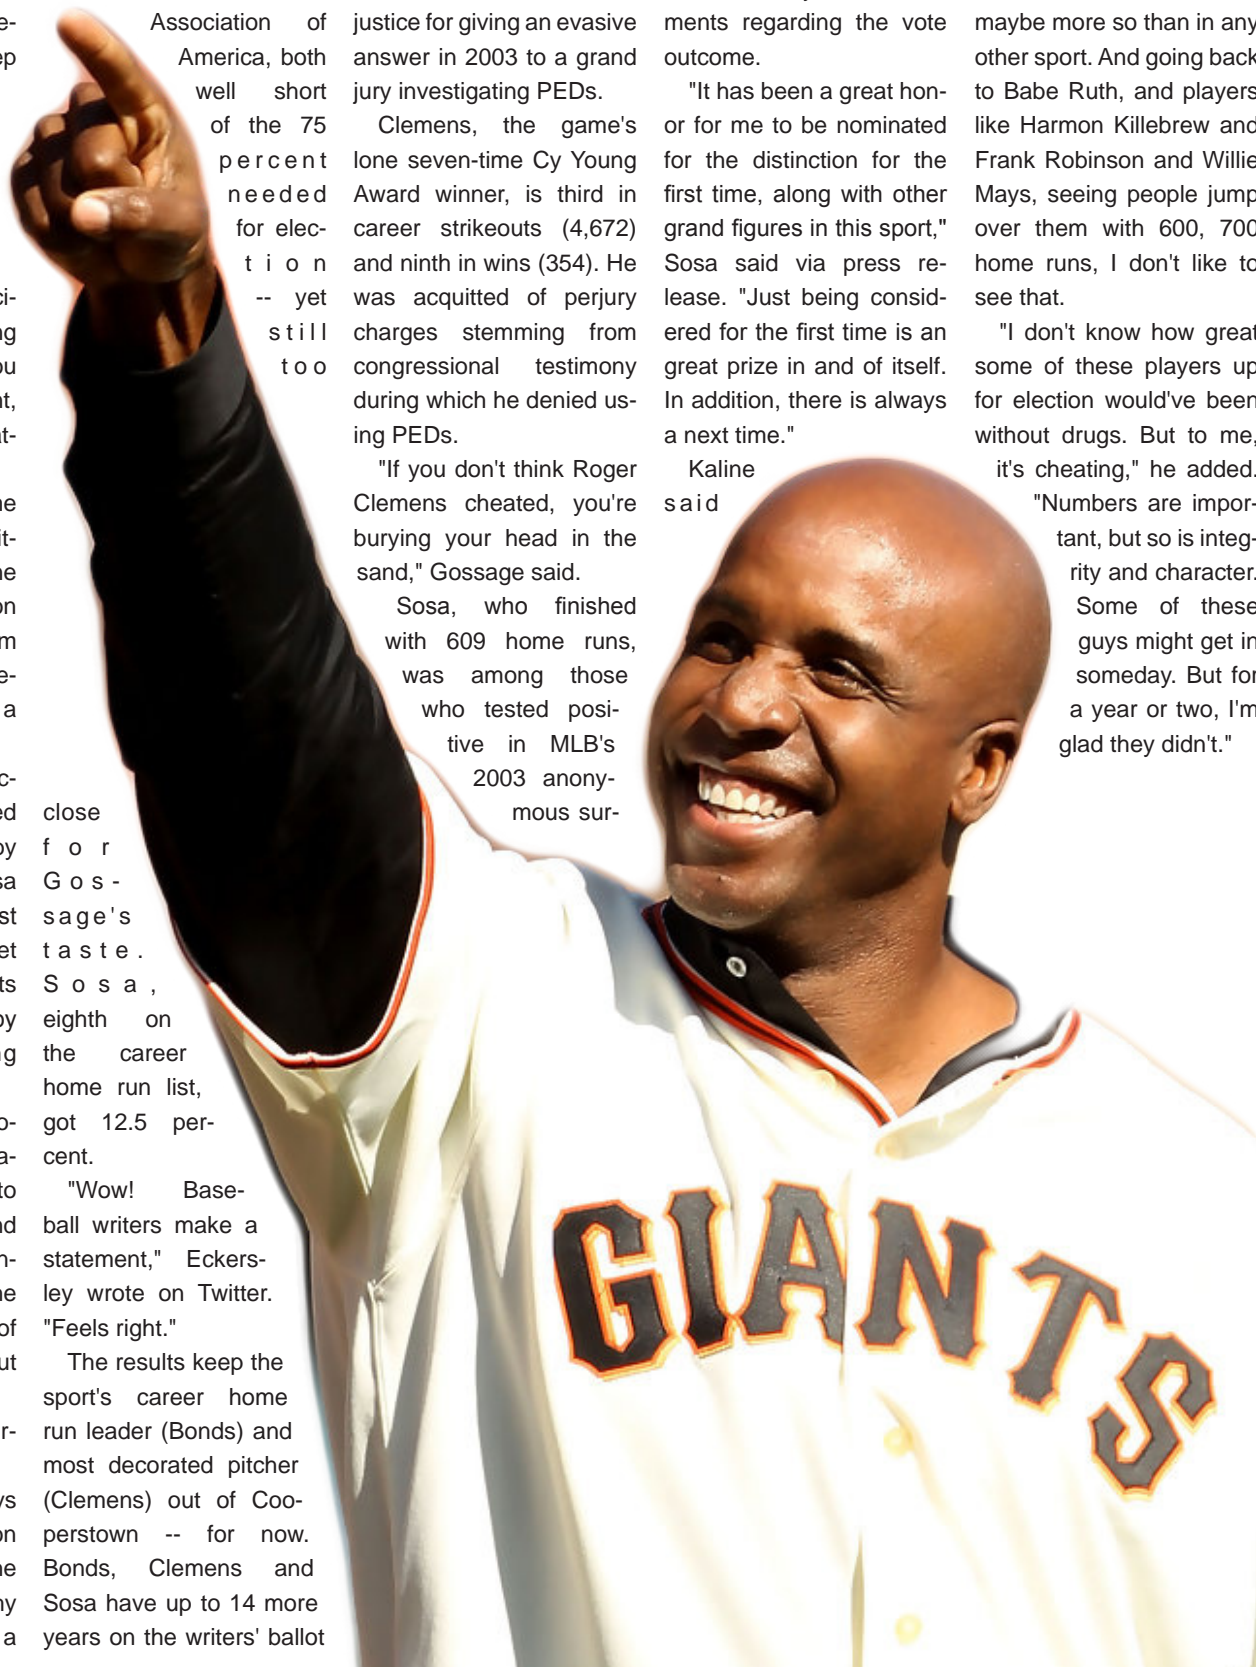 Association of
America, both
well short
of the 75
percent
needed
for elec-
tion
-- yet
still
too
close
for
Gos-
sage's
taste.
Sosa,
eighth on
the career
home run list,
got 12.5 per-
cent.
"Wow! Base-
ball writers make a
statement," Eckers-
ley wrote on Twitter.
"Feels right."
The results keep the
sport's career home
run leader (Bonds) and
most decorated pitcher
(Clemens) out of Coo-
perstown -- for now.
Bonds, Clemens and
Sosa have up to 14 more
years on the writers' ballot
justice for giving an evasive
answer in 2003 to a grand
jury investigating PEDs.
Clemens, the game's
lone seven-time Cy Young
Award winner, is third in
career strikeouts (4,672)
and ninth in wins (354). He
was acquitted of perjury
charges stemming from
congressional testimony
during which he denied us-
ing PEDs.
"If you don't think Roger
Clemens cheated, you're
burying your head in the
sand," Gossage said.
Sosa, who finished
with 609 home runs,
was among those
who tested posi-
tive in MLB's
2003 anony-
mous sur-
ments regarding the vote
outcome.
"It has been a great hon-
or for me to be nominated
for the distinction for the
first time, along with other
grand figures in this sport,"
Sosa said via press re-
lease. "Just being consid-
ered for the first time is an
great prize in and of itself.
In addition, there is always
a next time."
Kaline
said
maybe more so than in any
other sport. And going back
to Babe Ruth, and players
like Harmon Killebrew and
Frank Robinson and Willie
Mays, seeing people jump
over them with 600, 700
home runs, I don't like to
see that.
"I don't know how great
some of these players up
for election would've been
without drugs. But to me,
it's cheating," he added.
"Numbers are impor-
tant, but so is integ-
rity and character.
Some of these
guys might get in
someday. But for
a year or two, I'm
glad they didn't."
GIANTS